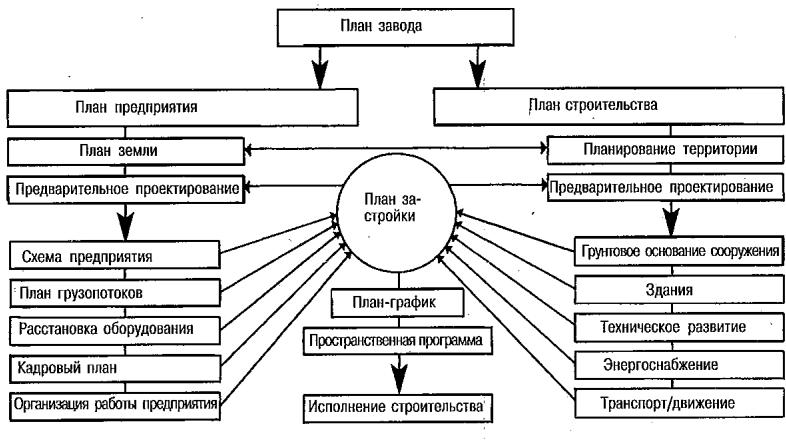 План завода
План предприятия
План строительства
План земли
Планирование территории
Предварительное проектирование
Предварительное проектирование
План за-
стройки
Схема предприятия
Грунтовое основание сооружения
План грузопотоков
Здания
План-график
Расстановка оборудования
Техническое развитие
Пространственная программа
Кадровый план
Энергоснабжение
Организация работы предприятия
Исполнение строительства
Транспорт/движение